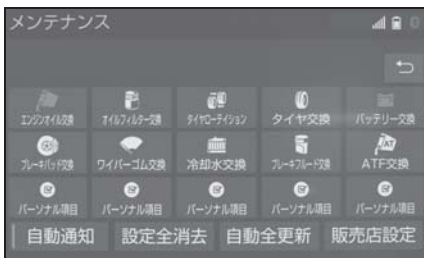 メンテナンス
エンジンオイル交換 オイルフィルター交換 タイヤローテイション タイヤ交換 バッテリー交換
ブレーキパッド交換 ワイパーゴム交換 冷却水交換 ブレーキフルード交換 ATF交換
パーソナル項目 パーソナル項目 パーソナル項目 パーソナル項目 パーソナル項目
自動通知 設定全消去 自動全更新 販売店設定